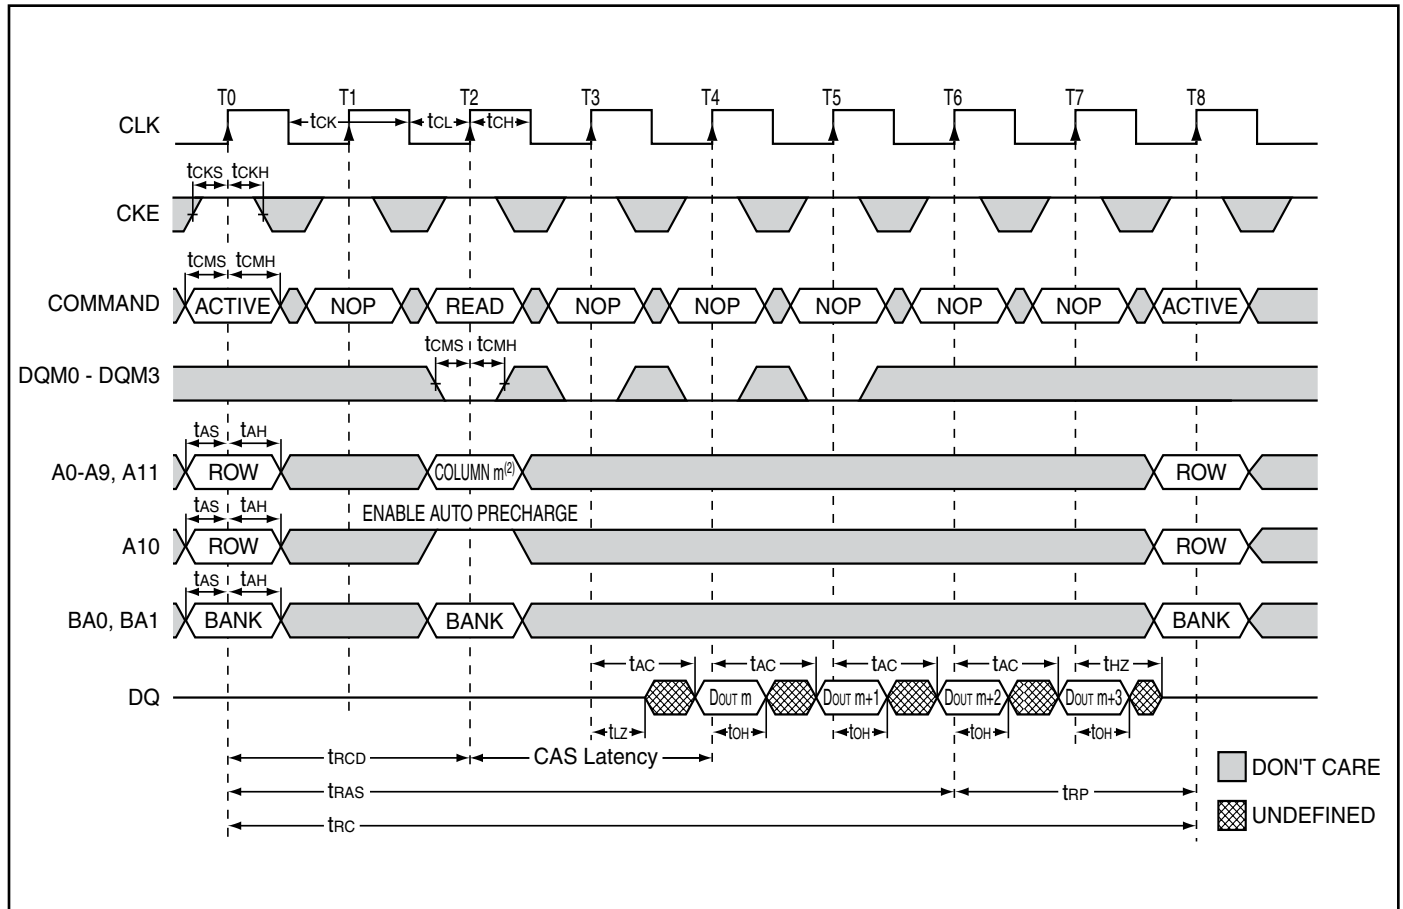 T0 T1 T2 T3 T4 T5 T6 T7 T8
CLK tCK tCL tCH
tCKS tCKH
CKE
tCMS tCMH
COMMAND ACTIVE NOP READ NOP NOP NOP NOP NOP ACTIVE
tCMS tCMH
DQM0 - DQM3
tAS tAH
A0-A9, A11 ROW COLUMN m(2) ROW
tAS tAH ENABLE AUTO PRECHARGE
A10 ROW ROW
tAS tAH
BA0, BA1 BANK BANK BANK
tAC tAC tAC tAC tHZ
DQ DOUT m DOUT m+1 DOUT m+2 DOUT m+3
tLZ tOH tOH tOH tOH
tRCD CAS Latency
DON'T CARE
tRAS tRP
UNDEFINED
tRC